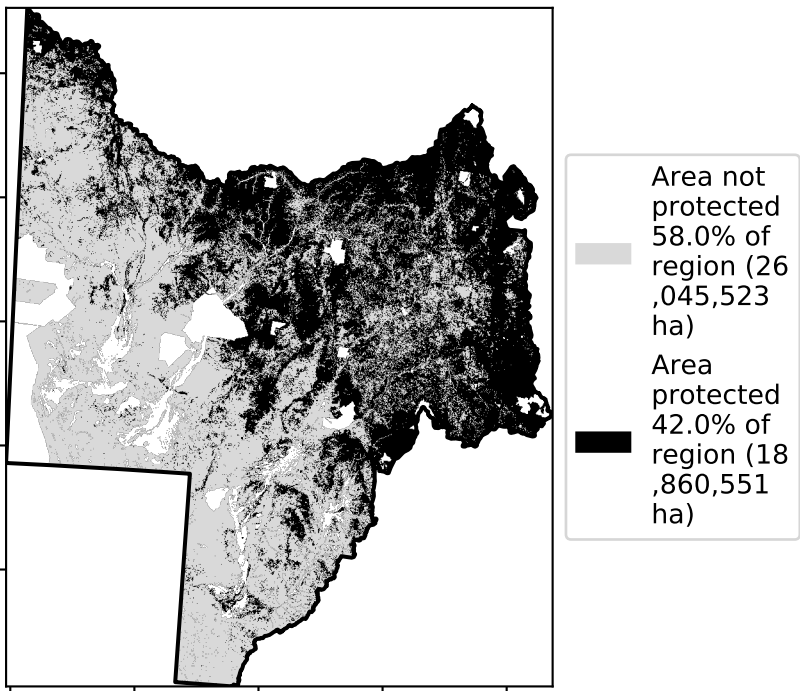 Area not
protected
58.0% of
region (26
,045,523
ha)
Area
protected
42.0% of
region (18
,860,551
ha)